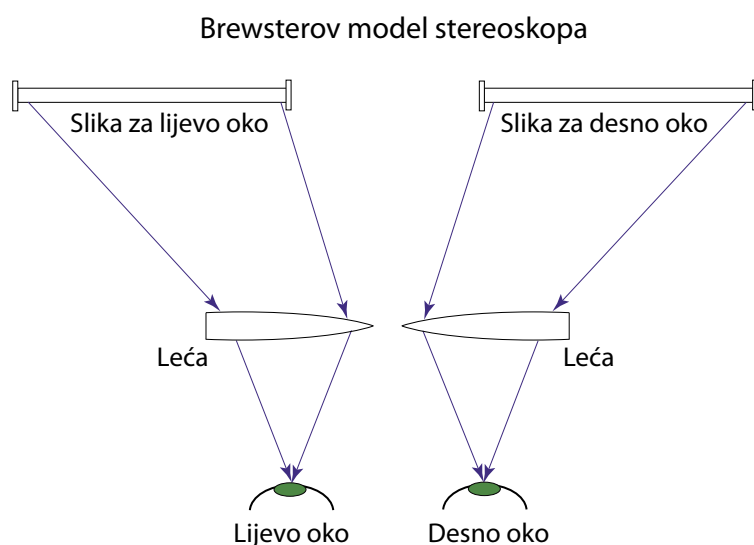 Brewsterov model stereoskopa
Slika za lijevo oko
Slika za desno oko
Leća
Leća
Lijevo oko
Desno oko